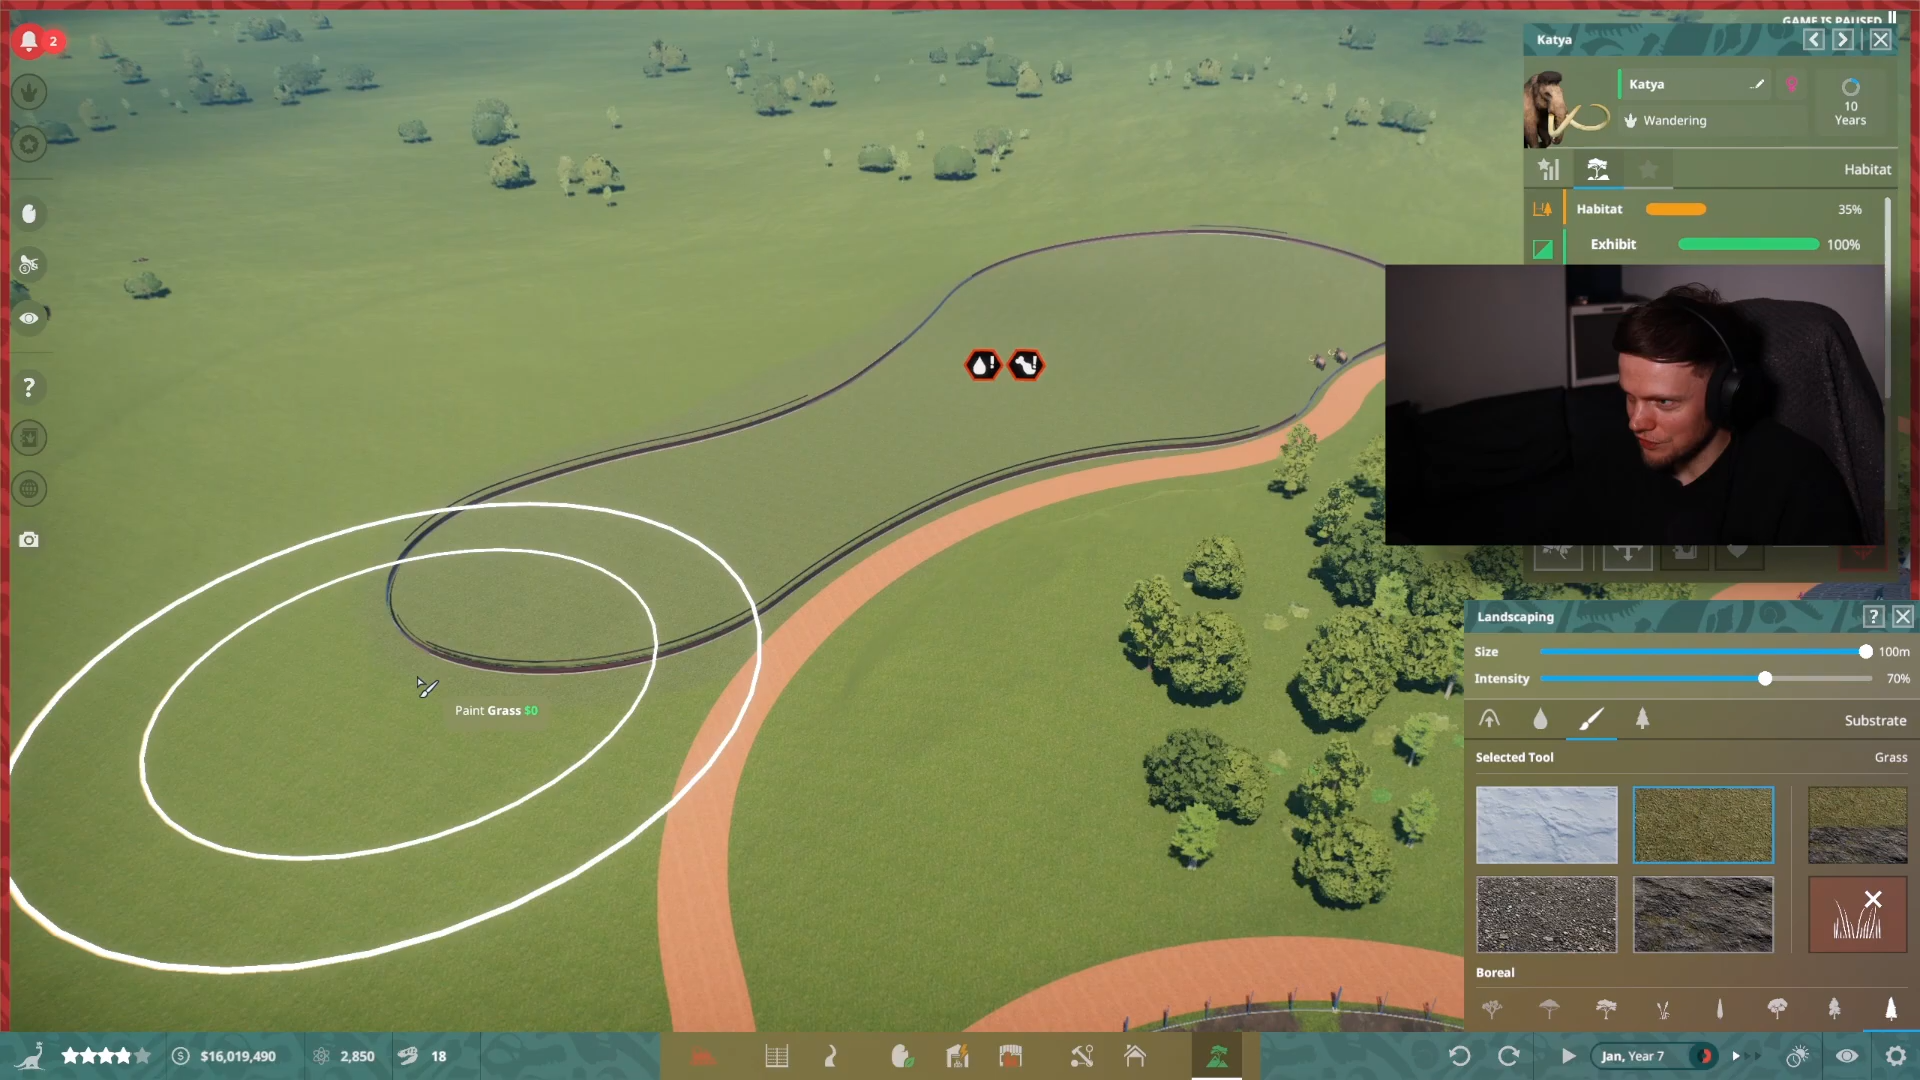 GAME IS PAUSED
2
Katya
Katya
Wandering
10
Years
Habitat
Habitat 35%
Exhibit 100%
Paint Grass $0
Landscaping
?
Size 100m
Intensity 70%
Substrate
Selected Tool Grass
Boreal
?
$16,019,490
2,850
18
Jan, Year 7